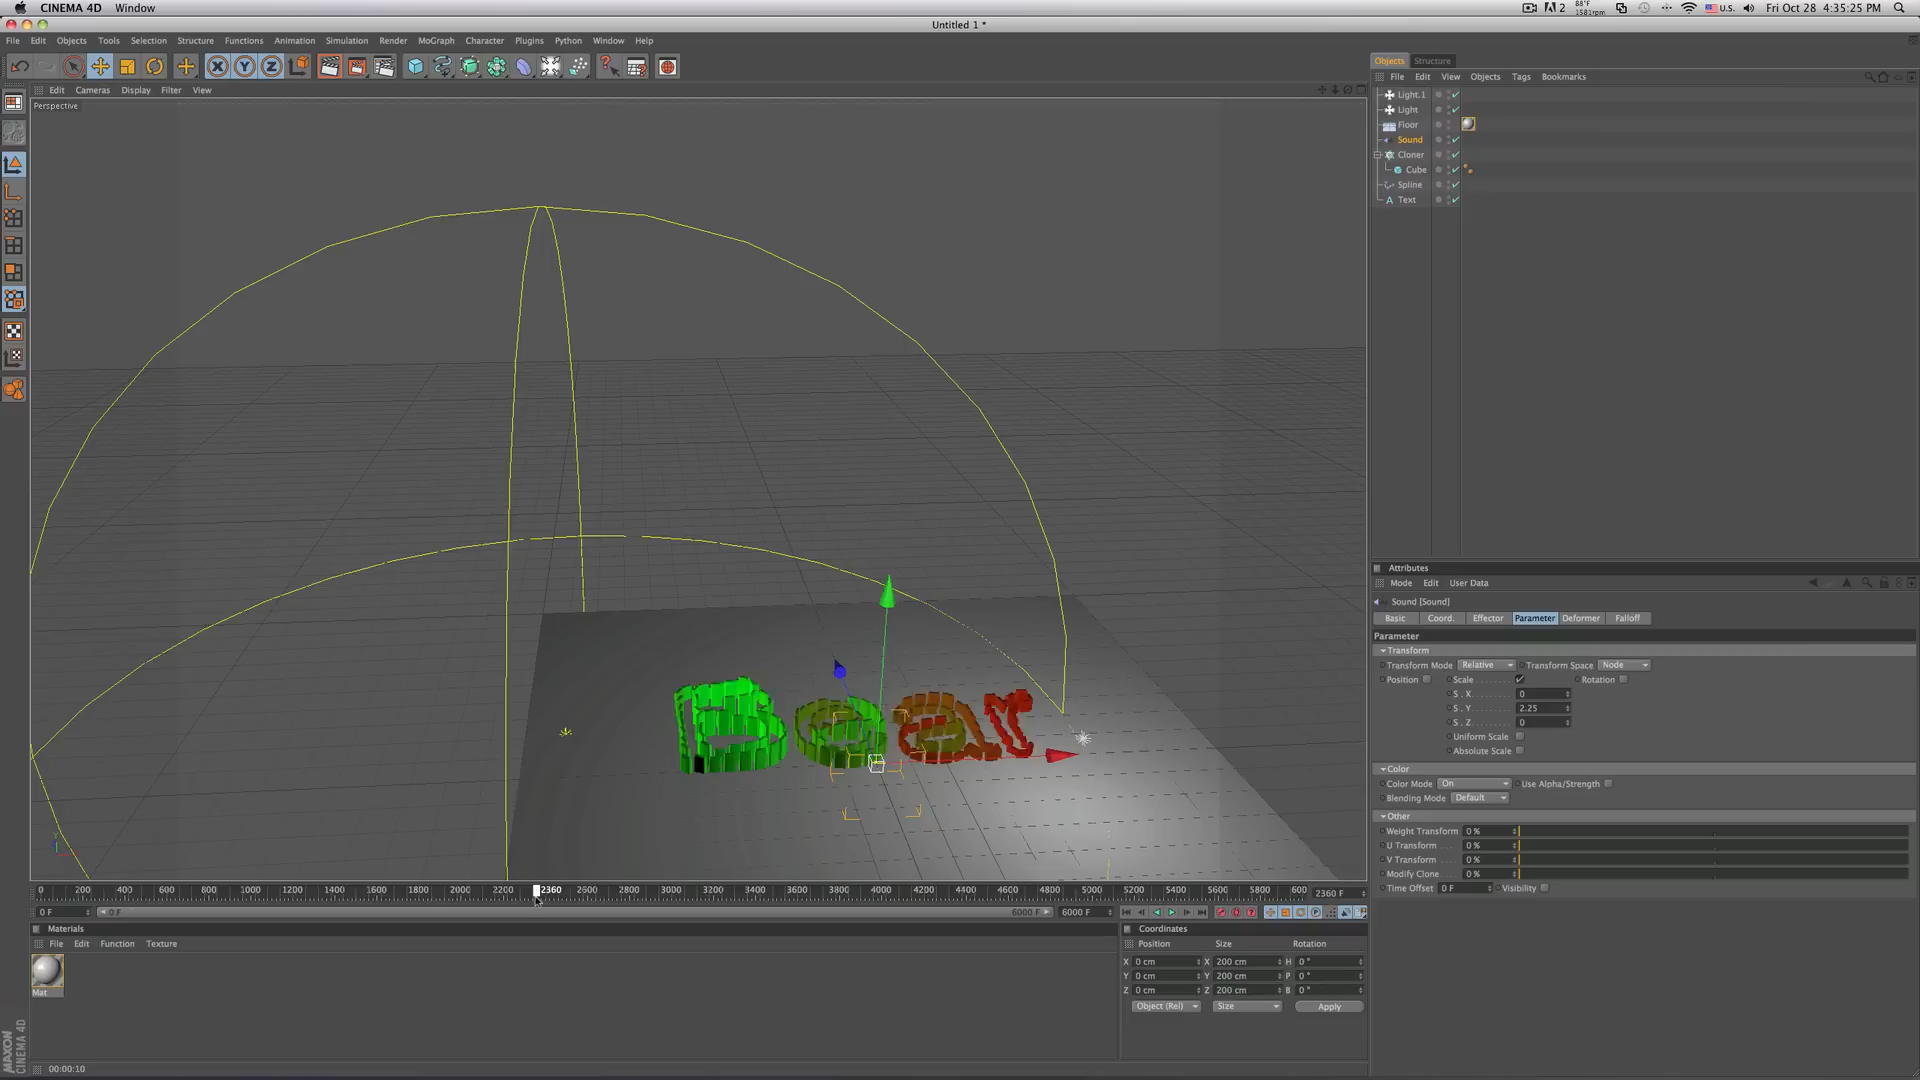 CINEMA 4D Window
2 88°F 1581rpm U.S. Fri Oct 28 4:35:25 PM
Untitled 1 *
File Edit Objects Tools Selection Structure Functions Animation Simulation Render MoGraph Character Plugins Python Window Help
X Y Z
Edit Cameras Display Filter View
Perspective
Objects Structure
File Edit View Objects Tags Bookmarks
Light.1
Light
Floor
Sound
Cloner
Cube
Spline
Text
Bear
Attributes
Mode Edit User Data
Sound [Sound]
Basic Coord. Effector Parameter Deformer Falloff
Parameter
Transform
Transform Mode Relative Transform Space Node
Position Scale Rotation
S . X 0
S . Y 2.25
S . Z 0
Uniform Scale
Absolute Scale
Color
Color Mode On Use Alpha/Strength
Blending Mode Default
Other
Weight Transform 0 %
U Transform 0 %
V Transform 0 %
Modify Clone 0 %
Time Offset 0 F Visibility
0 200 400 600 800 1000 1200 1400 1600 1800 2000 2200 2360 2600 2800 3000 3200 3400 3600 3800 4000 4200 4400 4600 4800 5000 5200 5400 5600 5800 600 2360 F
0 F 0 F 6000 F 6000 F
Materials
File Edit Function Texture
Mat
Coordinates
Position Size Rotation
X 0 cm X 200 cm H 0 °
Y 0 cm Y 200 cm P 0 °
Z 0 cm Z 200 cm B 0 °
Object (Rel) Size Apply
MAXON
CINEMA 4D
00:00:10